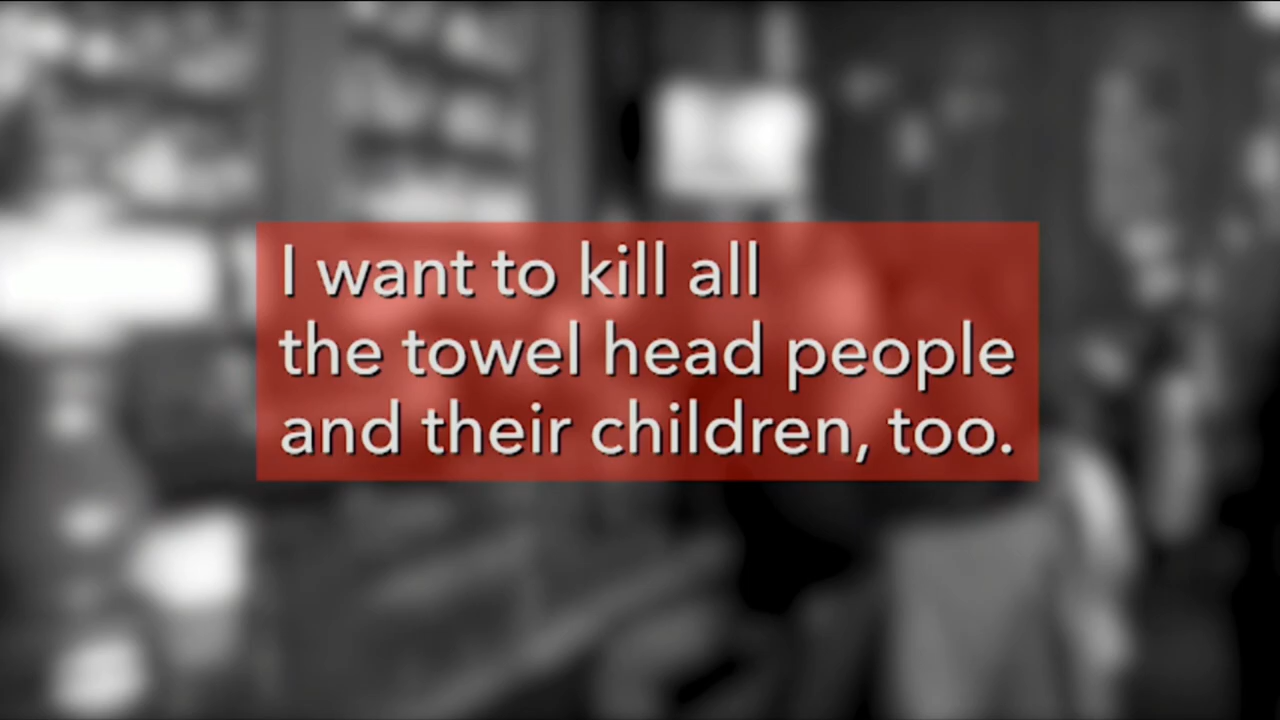 I want to kill all
the towel head people
and their children, too.